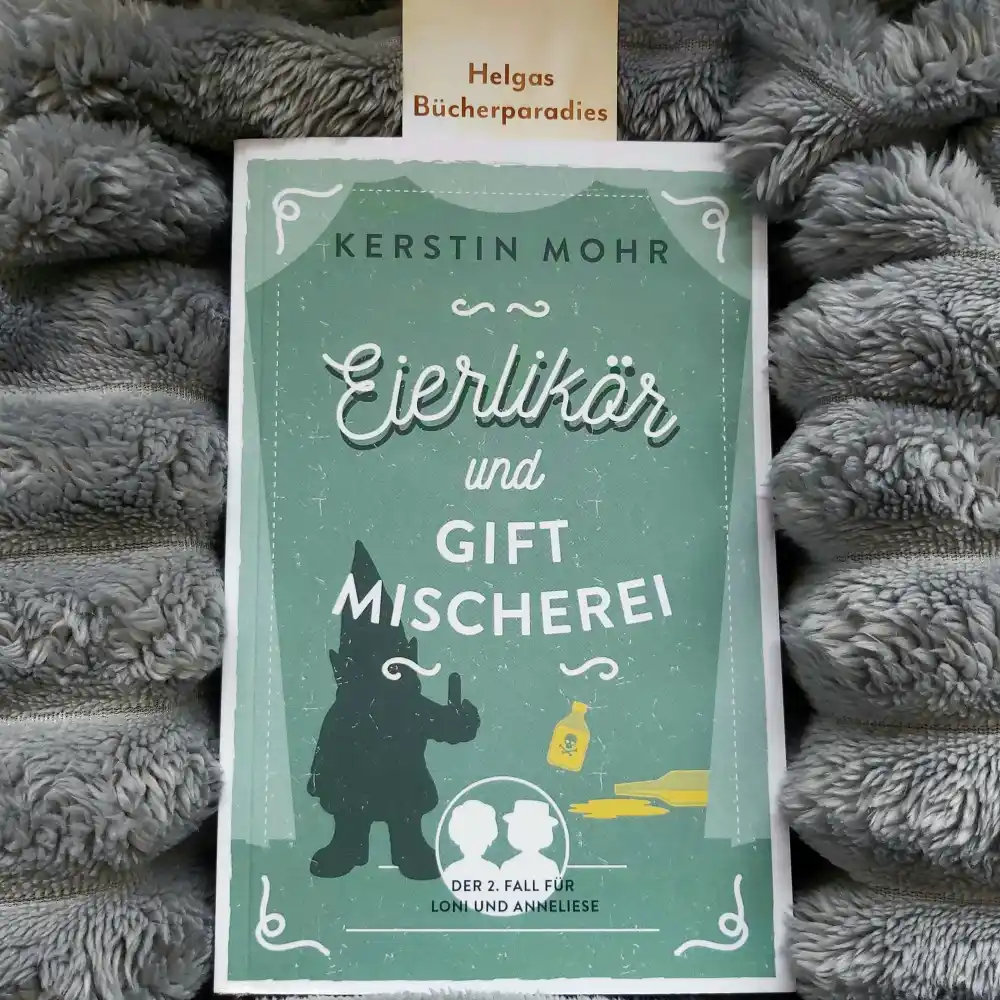 Helgas
Bücherparadies
KERSTIN MOHR
Eierlikör
und
GIFT
MISCHEREI
DER 2. FALL FÜR
LONI UND ANNELIESE